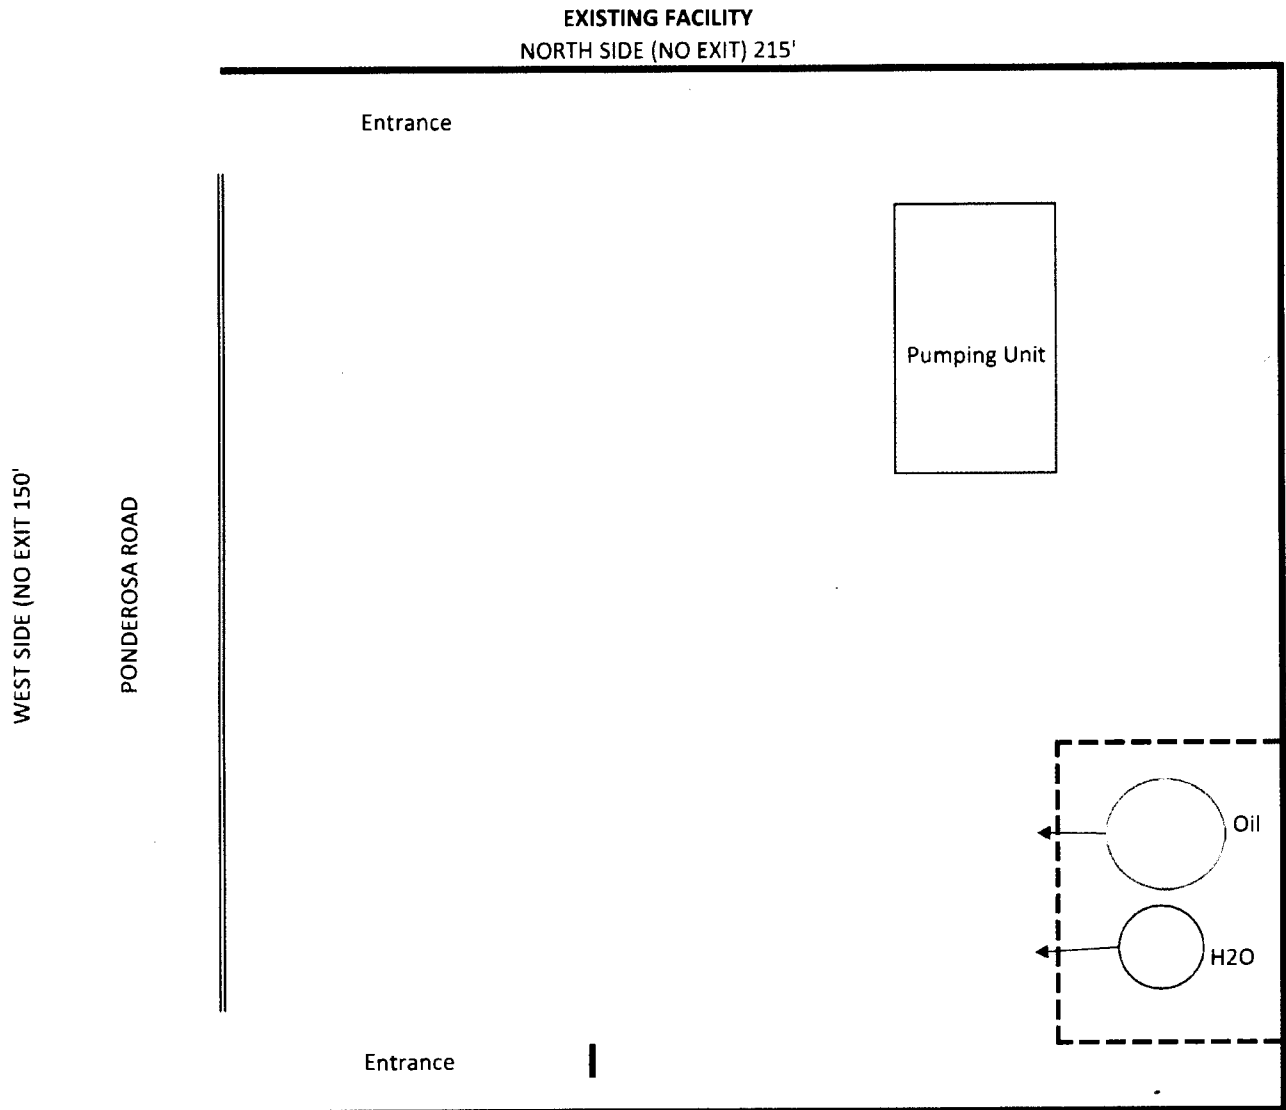 EXISTING FACILITY
NORTH SIDE (NO EXIT) 215'
Entrance
Pumping Unit
WEST SIDE (NO EXIT 150'
PONDEROSA ROAD
Oil
H2O
Entrance